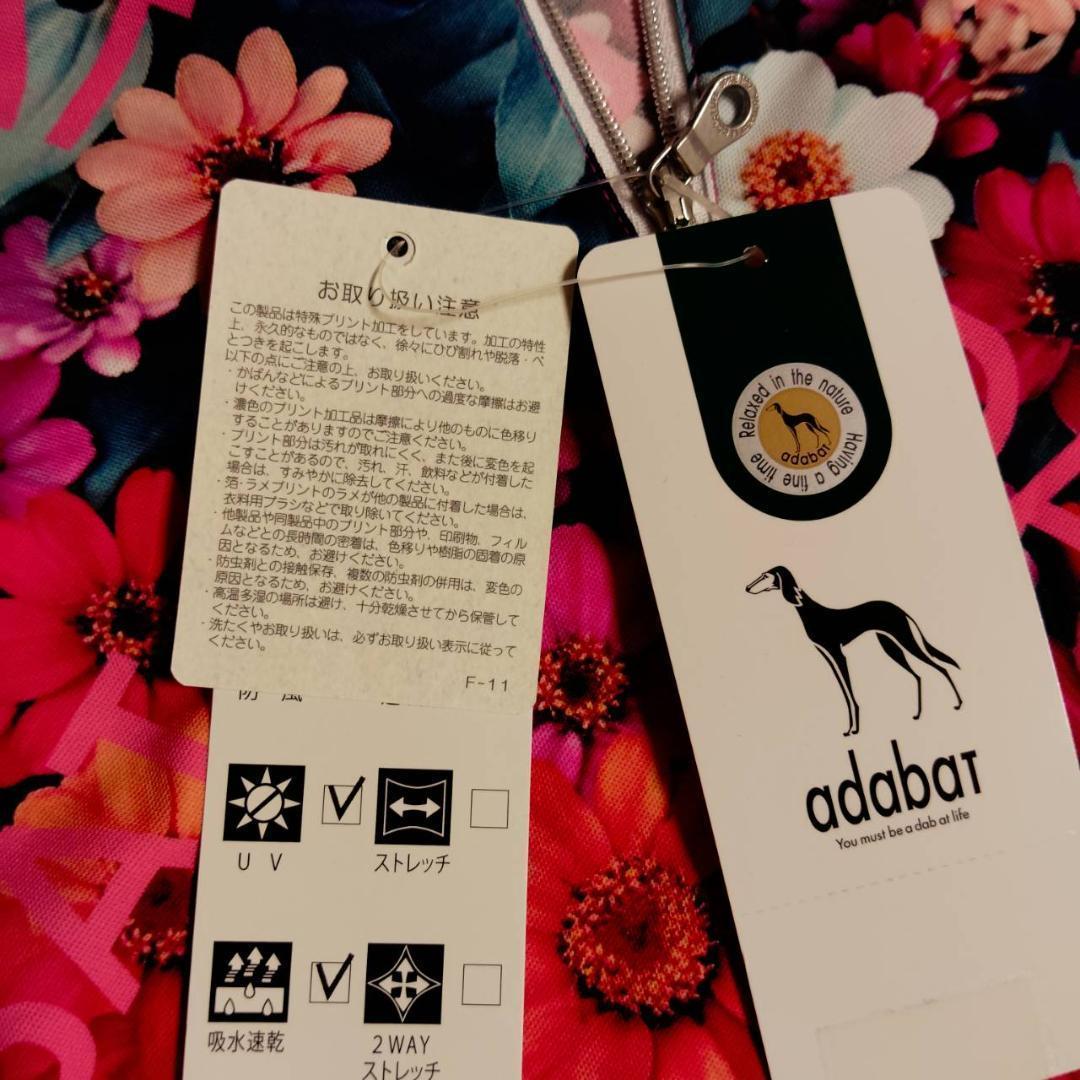 お取り扱い注意
この製品は特殊プリント加工をしています。加工の特性
上、永久的なものではなく、徐々にひび割れや脱落・べ
とつきを起こします。
以下の点にご注意の上、お取り扱いください。
・かばんなどによるプリント部分への過度な摩擦はお避
けください。
・濃色のプリント加工品は摩擦により他のものに色移り
することがありますのでご注意ください。
・プリント部分は汚れが取れにくく、また後に変色を起
こすことがあるので、汚れ、汗、飲料などが付着した
場合は、すみやかに除去してください。
・箔・ラメプリントのラメが他の製品に付着した場合は、
衣料用ブラシなどで取り除いてください。
・他製品や同製品中のプリント部分や、印刷物、フィル
ムなどとの長時間の密着は、色移りや樹脂の固着の原
因となるため、お避けください。
・防虫剤との接触保存、複数の防虫剤の併用は、変色の
原因となるため、お避けください。
・高温多湿の場所は避け、十分乾燥させてから保管して
ください。
・洗たくやお取り扱いは、必ずお取り扱い表示に従って
ください。
F-11
防 風
UV
ストレッチ
吸水速乾
2WAY
ストレッチ
Relaxed in the nature
Having a fine time
adabat
adabat
You must be a dab at life